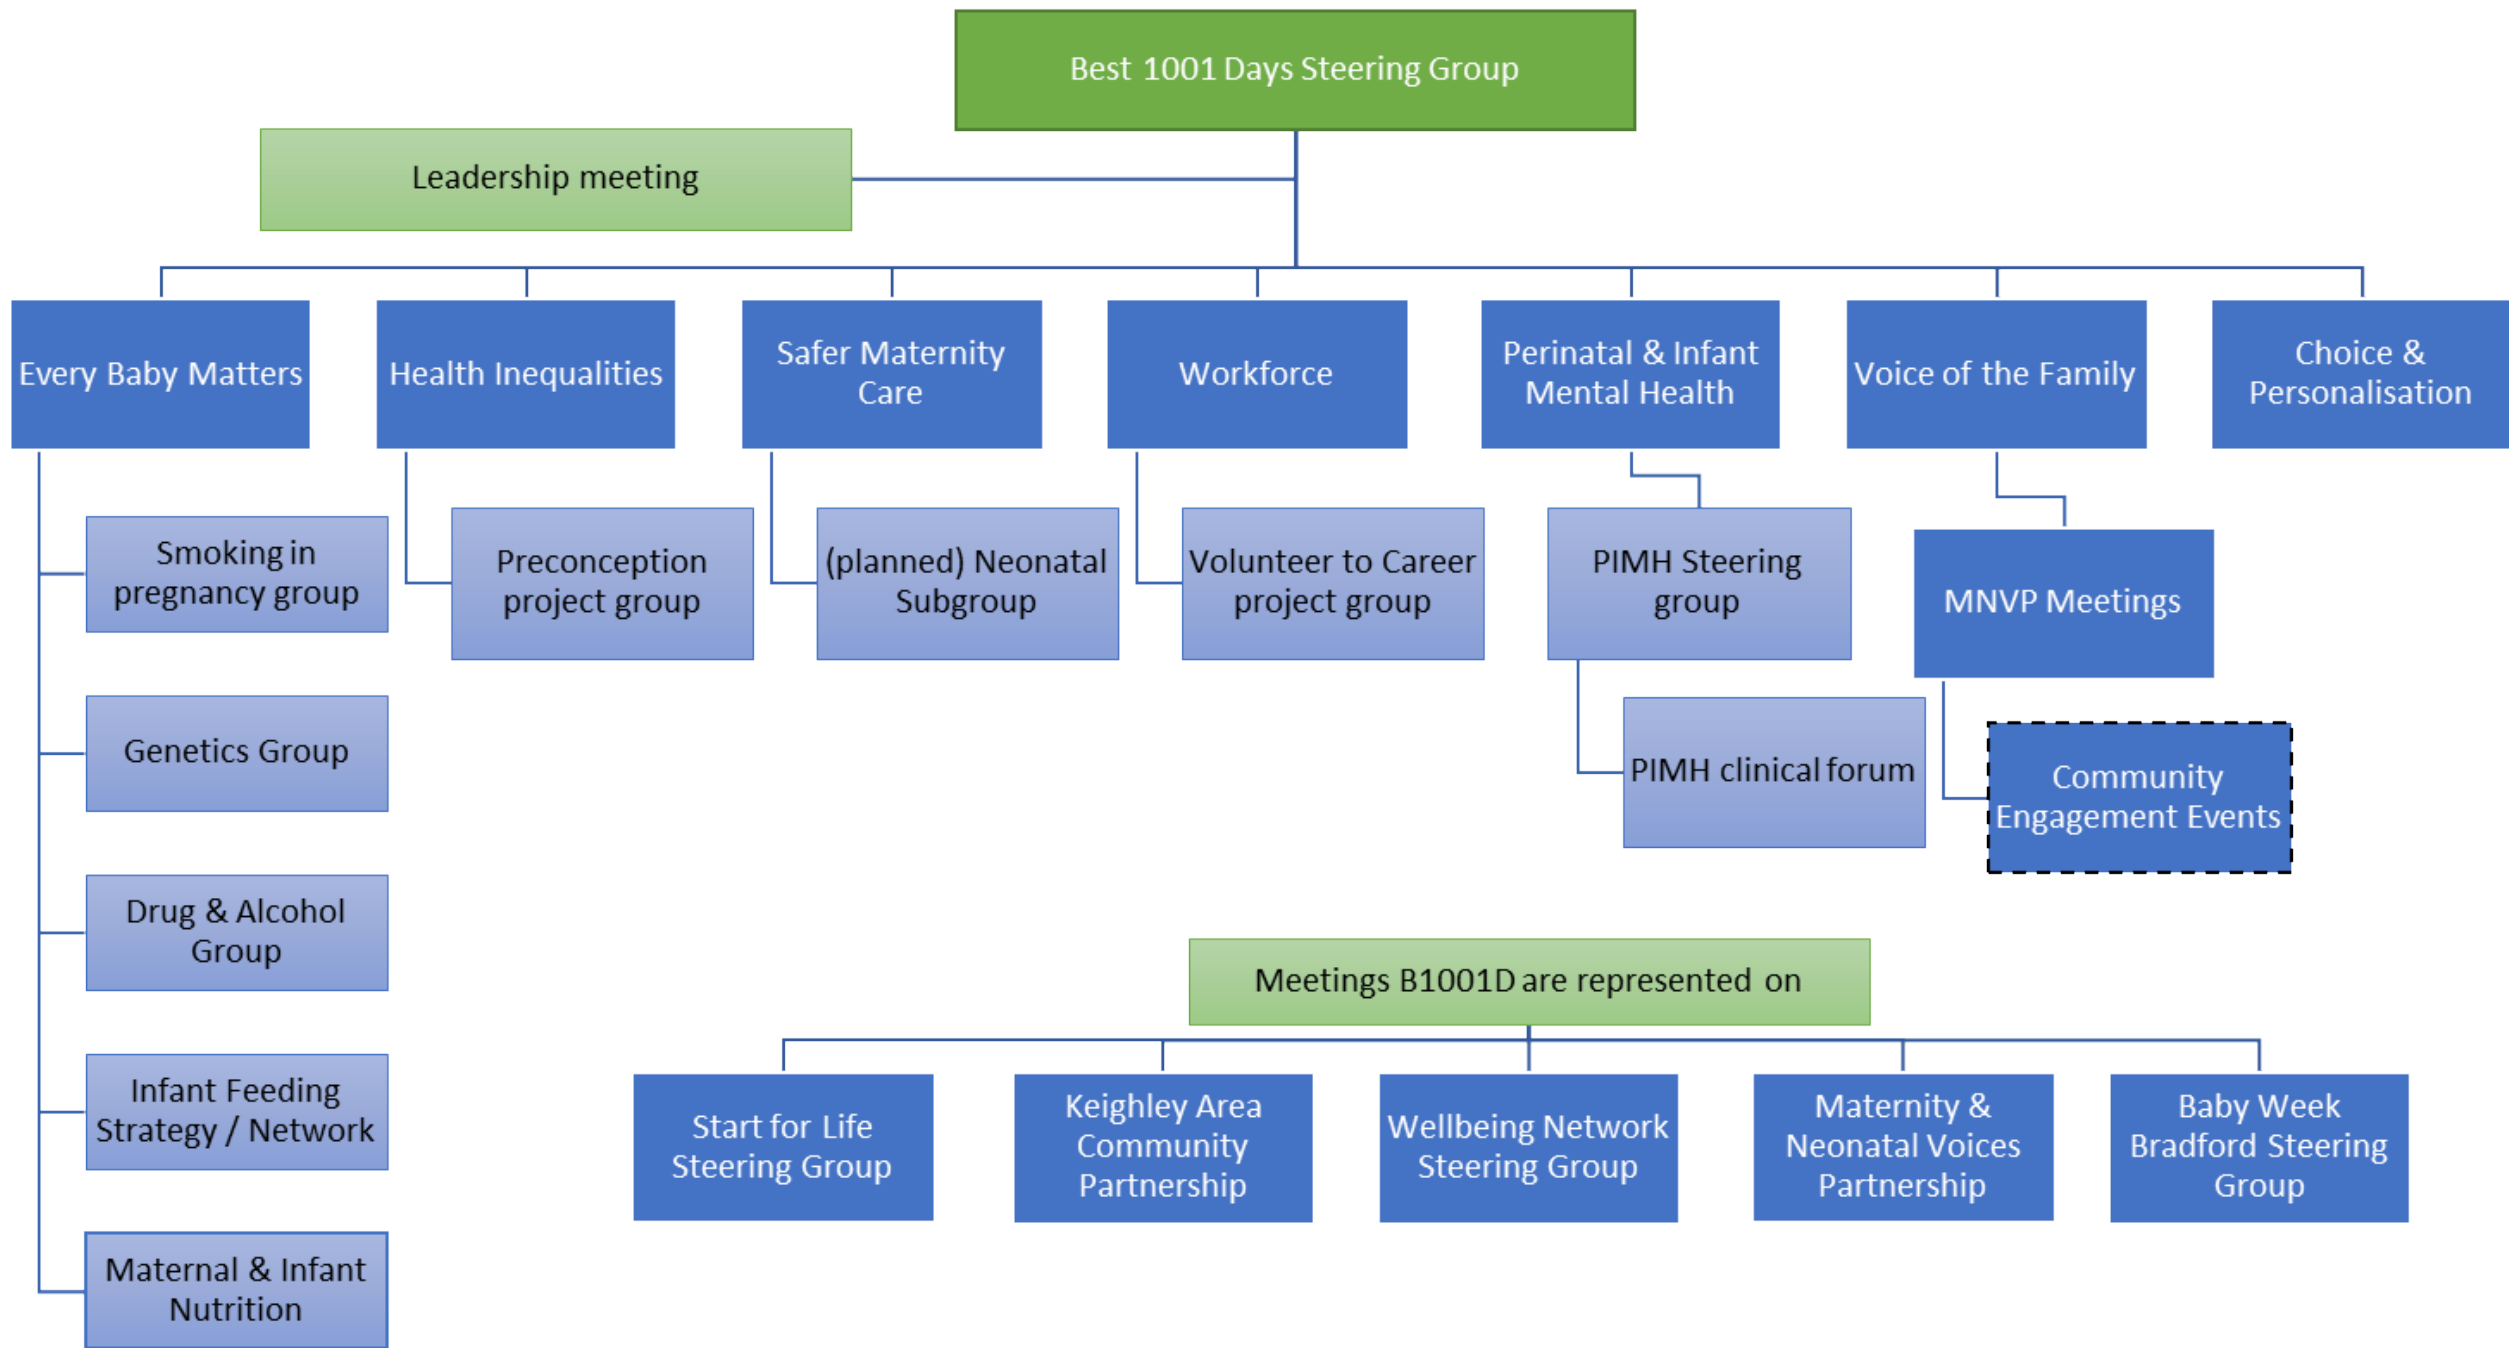 Best 1001 Days Steering Group
Leadership meeting
Every Baby Matters
Health Inequalities
Safer Maternity
Care
Workforce
Perinatal & Infant
Mental Health
Voice of the Family
Choice &
Personalisation
Smoking in
pregnancy group
Preconception
project group
(planned) Neonatal
Subgroup
Volunteer to Career
project group
PIMH Steering
group
MNVP Meetings
Genetics Group
PIMH clinical forum
Community
Engagement Events
Drug & Alcohol
Group
Infant Feeding
Strategy / Network
Maternal & Infant
Nutrition
Meetings B1001D are represented on
Start for Life
Steering Group
Keighley Area
Community
Partnership
Wellbeing Network
Steering Group
Maternity &
Neonatal Voices
Partnership
Baby Week
Bradford Steering
Group